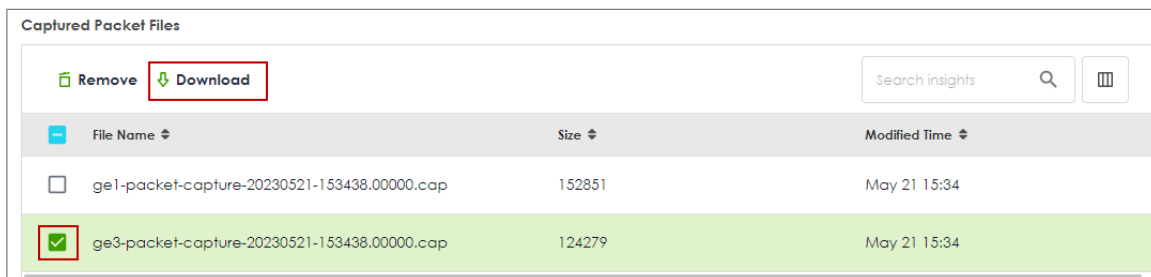 Captured Packet Files
Remove Download Search insights
File Name Size Modified Time
ge1-packet-capture-20230521-153438.00000.cap 152851 May 21 15:34
ge3-packet-capture-20230521-153438.00000.cap 124279 May 21 15:34